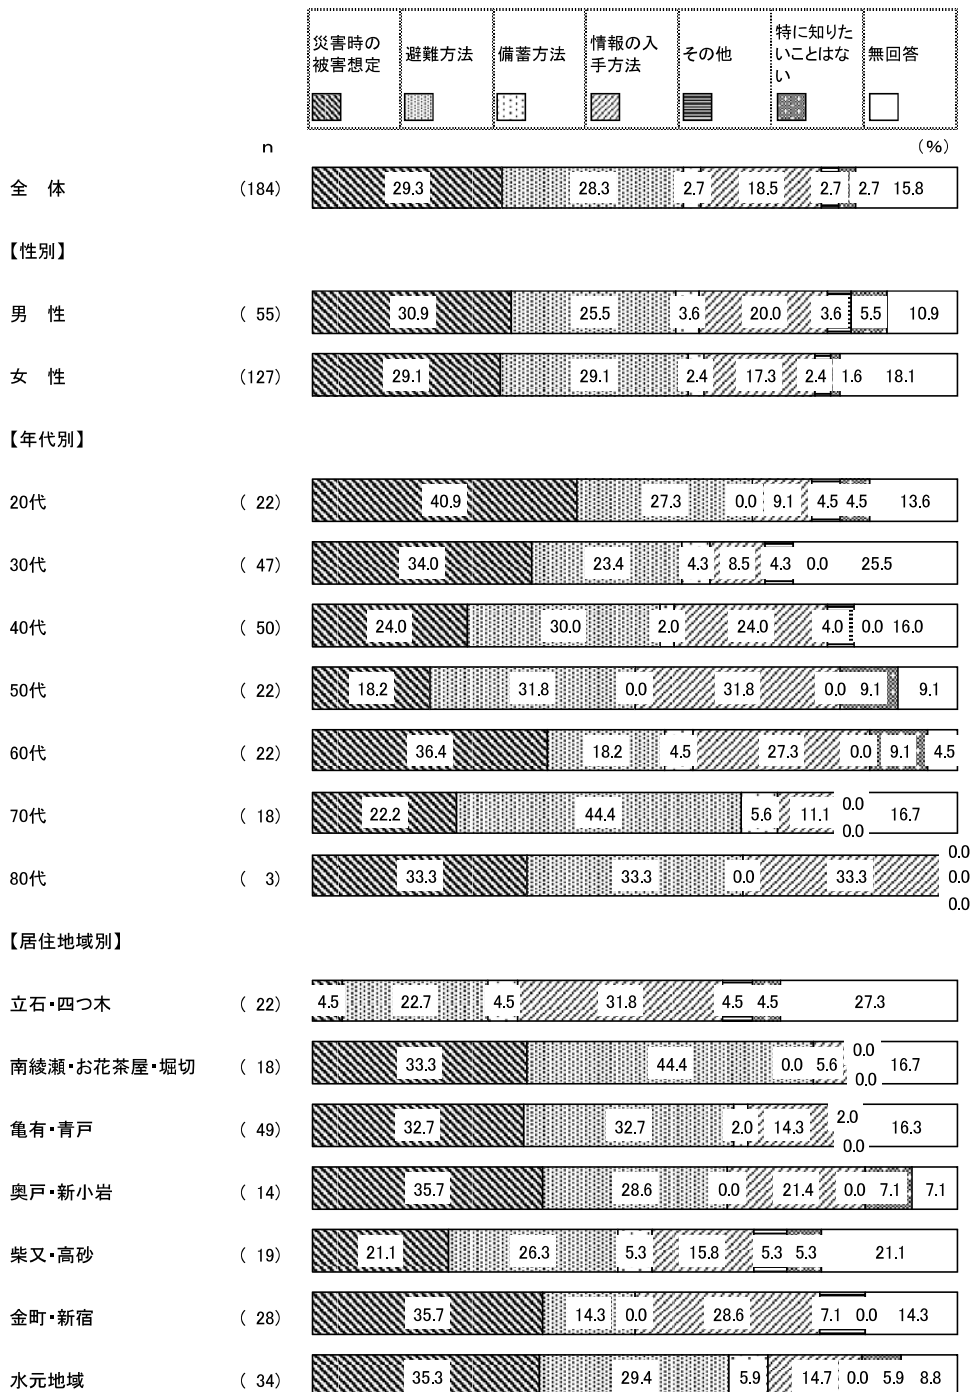 災害時の
被害想定
避難方法
備蓄方法
情報の入
手方法
その他
特に知りた
いことはな
い
無回答
n
(%)
全 体 (184) 29.3 28.3 2.7 18.5 2.7 2.7 15.8
【性別】
男 性 ( 55) 30.9 25.5 3.6 20.0 3.6 5.5 10.9
女 性 (127) 29.1 29.1 2.4 17.3 2.4 1.6 18.1
【年代別】
20代 ( 22) 40.9 27.3 0.0 9.1 4.5 4.5 13.6
30代 ( 47) 34.0 23.4 4.3 8.5 4.3 0.0 25.5
40代 ( 50) 24.0 30.0 2.0 24.0 4.0 0.0 16.0
50代 ( 22) 18.2 31.8 0.0 31.8 0.0 9.1 9.1
60代 ( 22) 36.4 18.2 4.5 27.3 0.0 9.1 4.5
70代 ( 18) 22.2 44.4 5.6 11.1 0.0 0.0 16.7
80代 ( 3) 33.3 33.3 0.0 33.3 0.0 0.0 0.0
【居住地域別】
立石・四つ木 ( 22) 4.5 22.7 4.5 31.8 4.5 4.5 27.3
南綾瀬・お花茶屋・堀切 ( 18) 33.3 44.4 0.0 5.6 0.0 0.0 16.7
亀有・青戸 ( 49) 32.7 32.7 2.0 14.3 2.0 0.0 16.3
奥戸・新小岩 ( 14) 35.7 28.6 0.0 21.4 0.0 7.1 7.1
柴又・高砂 ( 19) 21.1 26.3 5.3 15.8 5.3 5.3 21.1
金町・新宿 ( 28) 35.7 14.3 0.0 28.6 7.1 0.0 14.3
水元地域 ( 34) 35.3 29.4 5.9 14.7 0.0 5.9 8.8